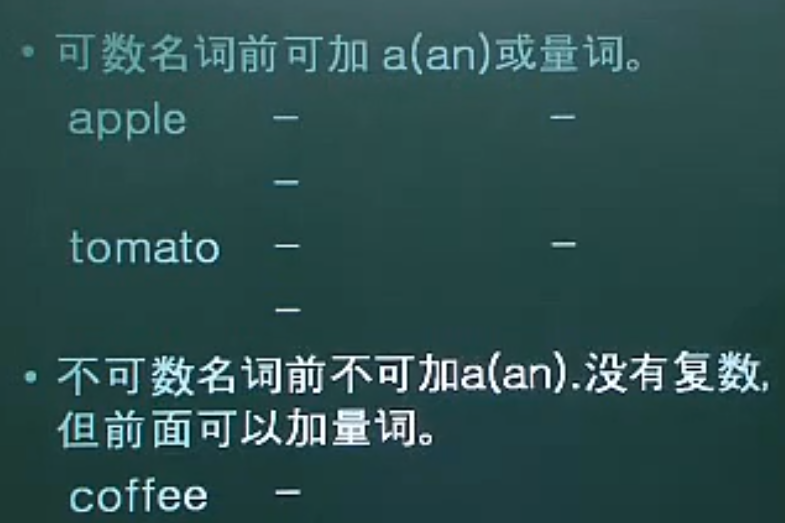 • 可数名词前可加 a(an)或量词。
apple – –
–
tomato – –
–
• 不可数名词前不可加a(an).没有复数,
但前面可以加量词。
coffee –